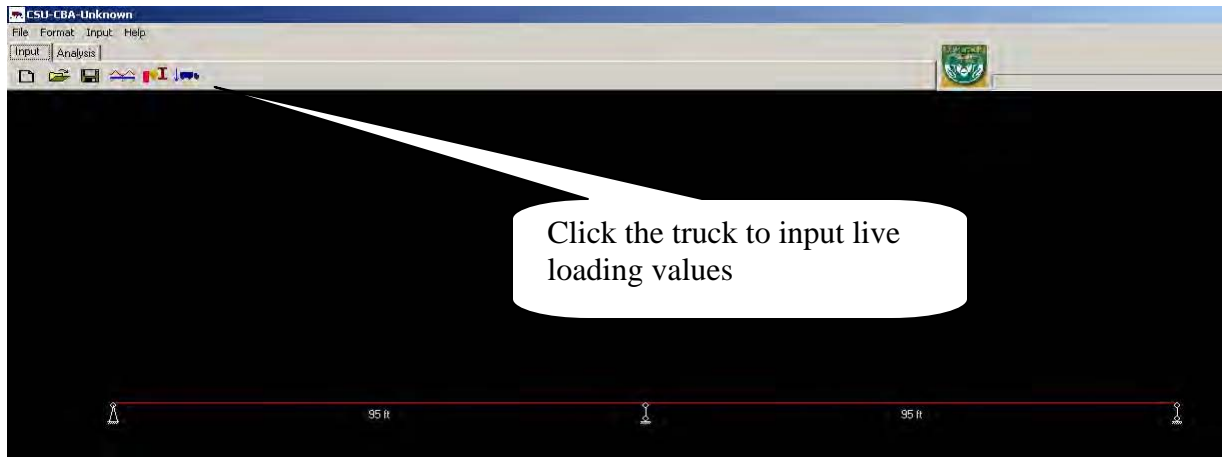 CSU-CBA-Unknown
File Format Input Help
Input Analysis
Click the truck to input live
loading values
95 ft 95 ft